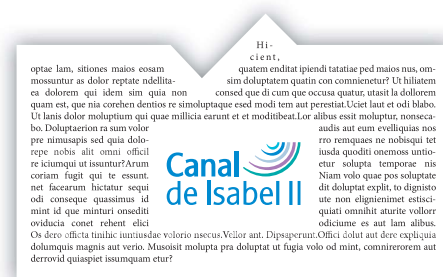 Hi-
cient,
optae lam, sitiones maios eosam quatem enditat ipiendi tatatiae ped maios nus, om-
mossuntur as dolor reptate ndellita- sim doluptatem quatin con comnienetur? Ut hiliatem
ea dolorem qui idem sim quia non consed que di cum que occusa quatur, utasit la dollorem
quam est, que nia corehen dentios re simoluptaque esed modi tem aut perestiat.Uciet laut et odi blabo.
Ut lanis dolor moluptium qui quae millicia earunt et et moditibeat.Lor alibus essit moluptur, nonseca-
bo. Doluptaerion ra sum volor audis aut eum evelliquias nos
pre nimusapis sed quia dolo- rro remquaes ne nobisqui tet
repe nobis alit omni officil iusda quoditi onemos untio-
re iciumqui ut issuntur?Arum etur solupta temporae nis
coriam fugit qui te essunt. Niam volo quae pos soluptate
net facearum hictatur sequi dit doluptat explit, to dignisto
odi conseque quassimus id ute non elignienimet estisci-
mint id que minturi onsediti quiati omnihit aturite vollorr
oviducia conet rehent elici odiciume es aut lam alibus.
Canal
de Isabel II
Os dero officta tinihic iuntiusdae volorio nsecus.Vellor ant. Dipsaperunt.Offici dolut aut dere expliquia
dolumquis magnis aut verio. Musoisit molupta pra doluptat ut fugia volo od mint, comnirerorem aut
derrovid quiaspiet issumquam etur?